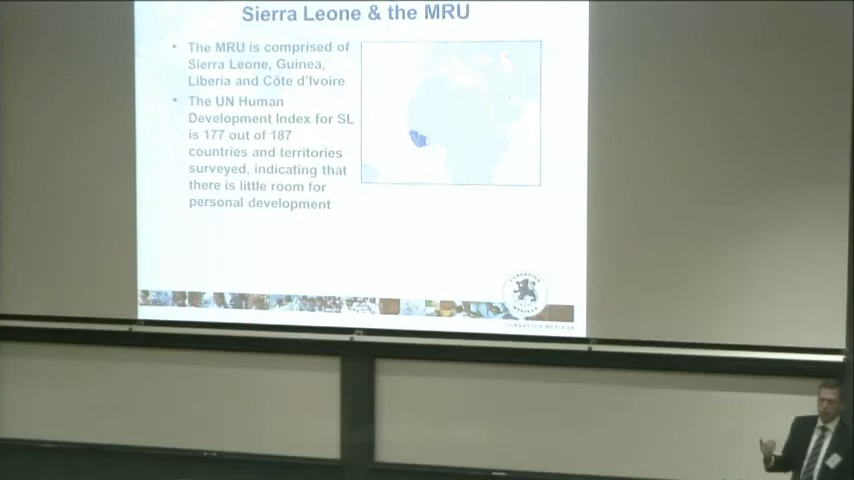 Sierra Leone & the MRU
• The MRU is comprised of
Sierra Leone, Guinea,
Liberia and Côte d'Ivoire
• The UN Human
Development Index for SL
is 177 out of 187
countries and territories
surveyed, indicating that
there is little room for
personal development
FONDATION MERIEUX